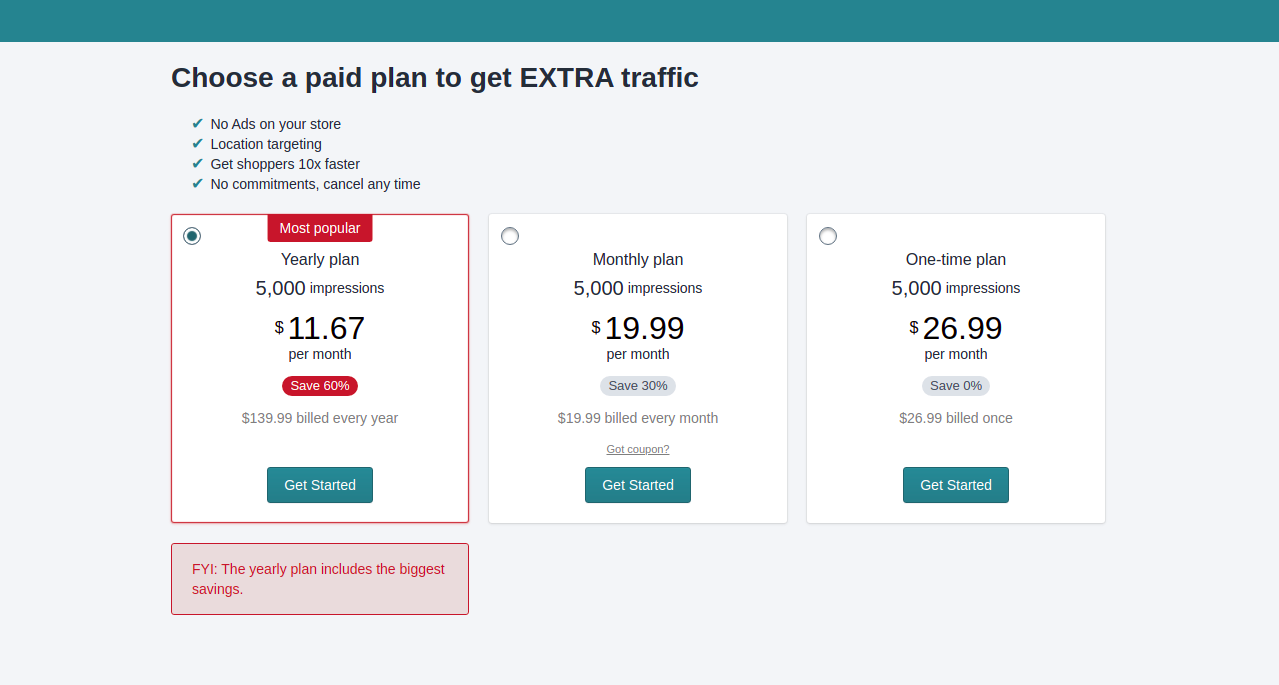 Choose a paid plan to get EXTRA traffic
✔ No Ads on your store
✔ Location targeting
✔ Get shoppers 10x faster
✔ No commitments, cancel any time
Most popular
Yearly plan
5,000 impressions
$ 11.67
per month
Save 60%
$139.99 billed every year
Get Started
Monthly plan
5,000 impressions
$ 19.99
per month
Save 30%
$19.99 billed every month
Got coupon?
Get Started
One-time plan
5,000 impressions
$ 26.99
per month
Save 0%
$26.99 billed once
Get Started
FYI: The yearly plan includes the biggest
savings.